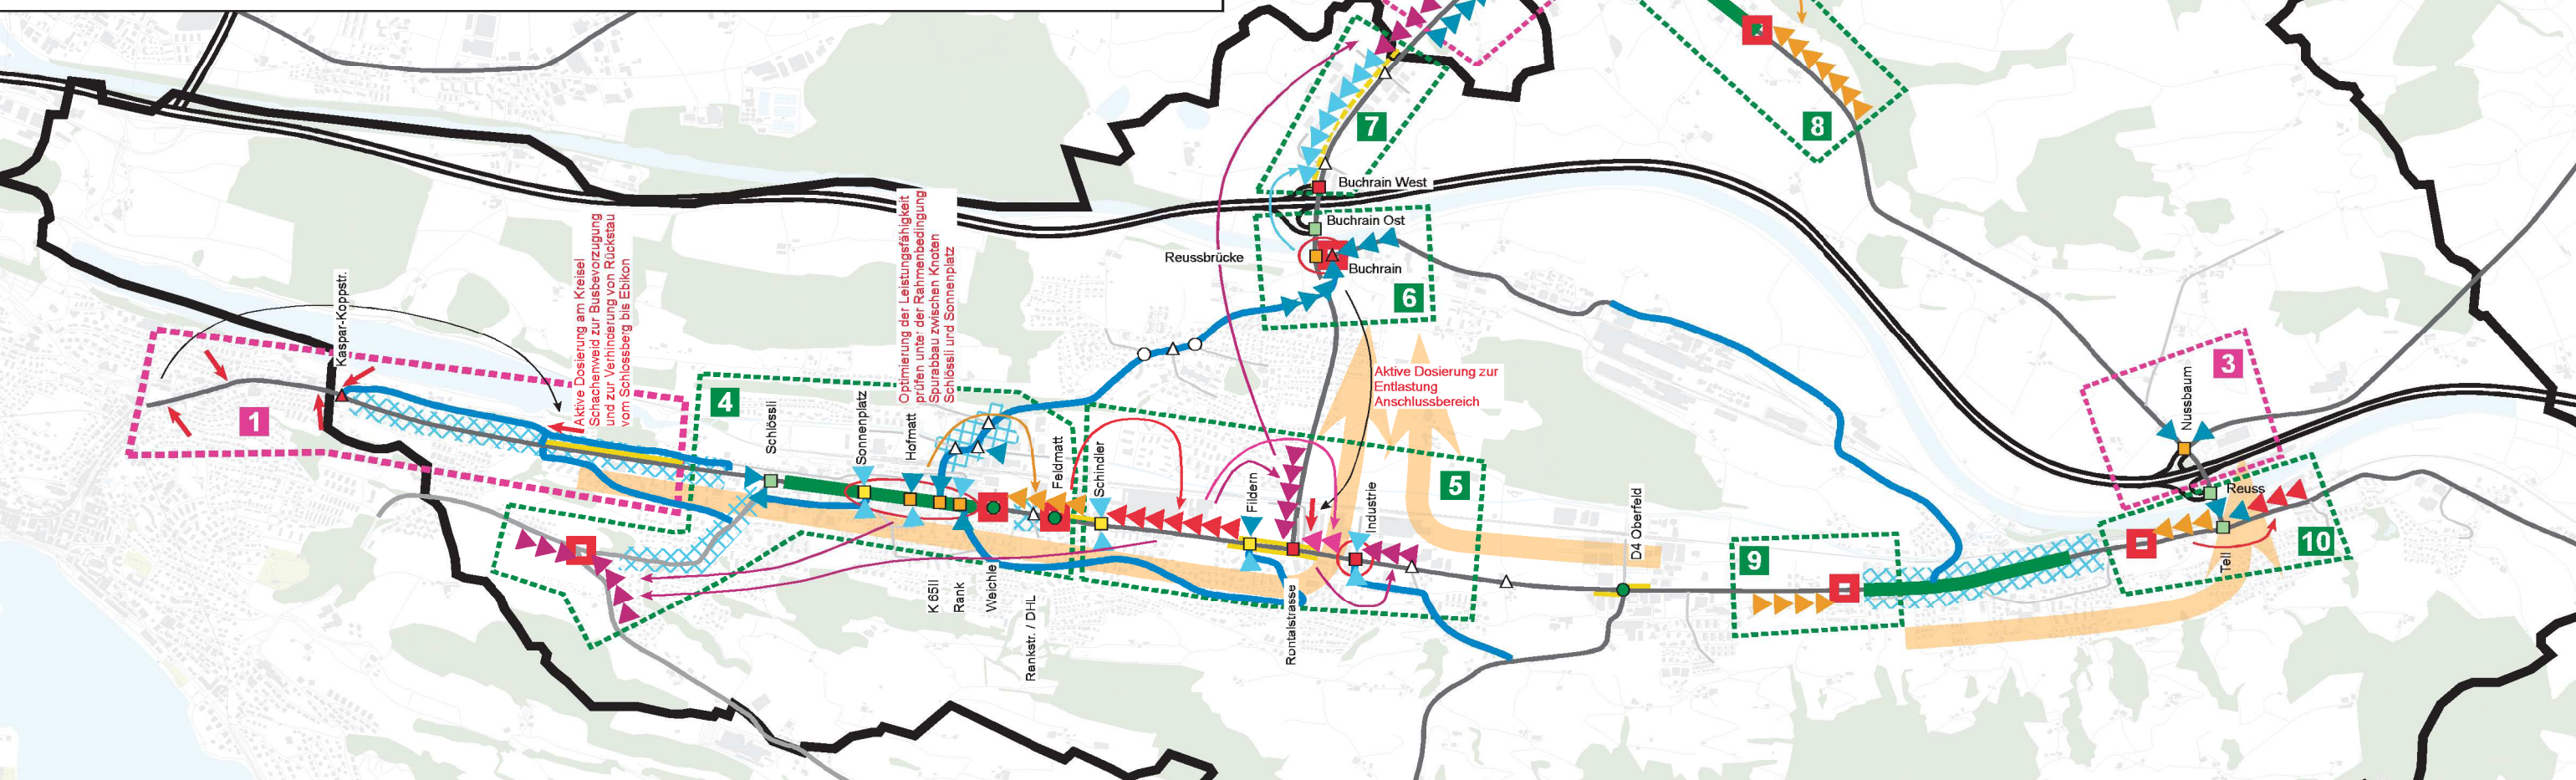 8
7
Buchrain West
Buchrain Ost
Reussbrücke
Buchrain
6
Kaspar-Koppstr.
Aktive Dosierung am Kreisel
Schachenweid zur Busbevorzugung
und zur Verhinderung von Rückstau
vom Schlossberg bis Ebikon
Optimierung der Leistungsfähigkeit
prüfen unter der Rahmenbedingung
Spurabbau zwischen Knoten
Schlössli und Sonnenplatz
Aktive Dosierung zur
Entlastung
Anschlussbereich
3
Nussbaum
1
4
Schlössli
Sonnenplatz
Hofmatt
Feldmatt
Schindler
Fildern
Industrie
5
D4 Oberfeld
Reuss
9
10
Tell
K 65ll
Rank
Weichle
Rankstr. / DHL
Rontalstrasse